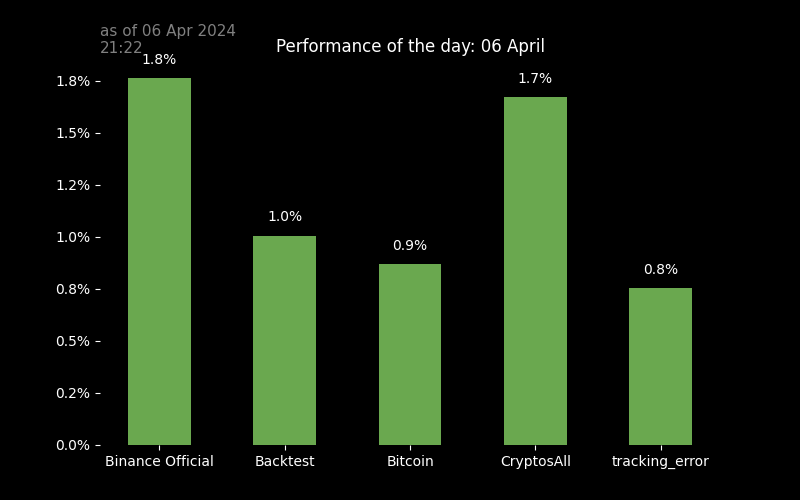 as of 06 Apr 2024
21:22
Performance of the day: 06 April
1.8%
1.0%
0.9%
1.7%
0.8%
1.8%
1.5%
1.2%
1.0%
0.8%
0.5%
0.2%
0.0%
Binance Official
Backtest
Bitcoin
CryptosAll
tracking_error